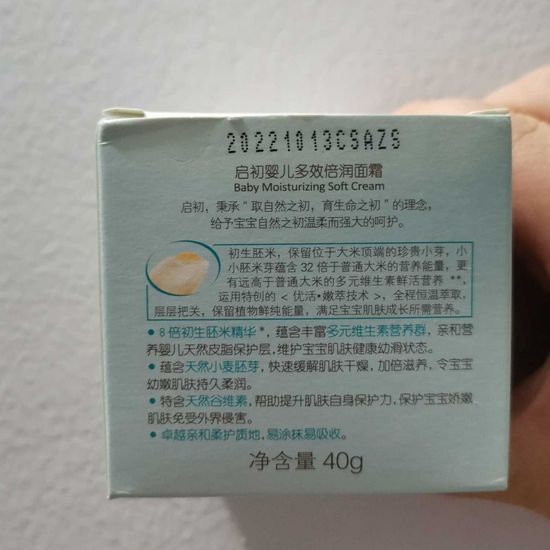 20221013CSAZS
启初婴儿多效倍润面霜
Baby Moisturizing Soft Cream
启初，秉承“取自然之初，育生命之初”的理念，
给予宝宝自然之初温柔而强大的呵护。
初生胚米，保留位于大米顶端的珍贵小芽，小
小胚米芽蕴含 32 倍于普通大米的营养能量，更
有远高于普通大米的多元维生素鲜活营养 **，
运用特创的 < 优活•嫩萃技术 >，全程恒温萃取，
层层把关，保留植物鲜纯能量，满足宝宝肌肤成长所需营养。
• 8 倍初生胚米精华 *，蕴含丰富多元维生素营养群，亲和营
养婴儿天然皮脂保护层，维护宝宝肌肤健康幼滑状态。
• 蕴含天然小麦胚芽，快速缓解肌肤干燥，加倍滋养，令宝宝
幼嫩肌肤持久柔润。
• 特含天然谷维素，帮助提升肌肤自身保护力，保护宝宝娇嫩
肌肤免受外界侵害。
• 卓越亲和柔护质地，易涂抹易吸收。
净含量 40g